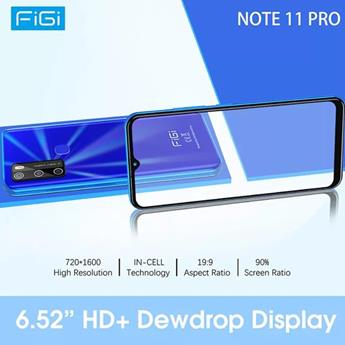 FiGi
NOTE 11 PRO
FiGi
720*1600
High Resolution
IN-CELL
Technology
19:9
Aspect Ratio
90%
Screen Ratio
6.52” HD+ Dewdrop Display